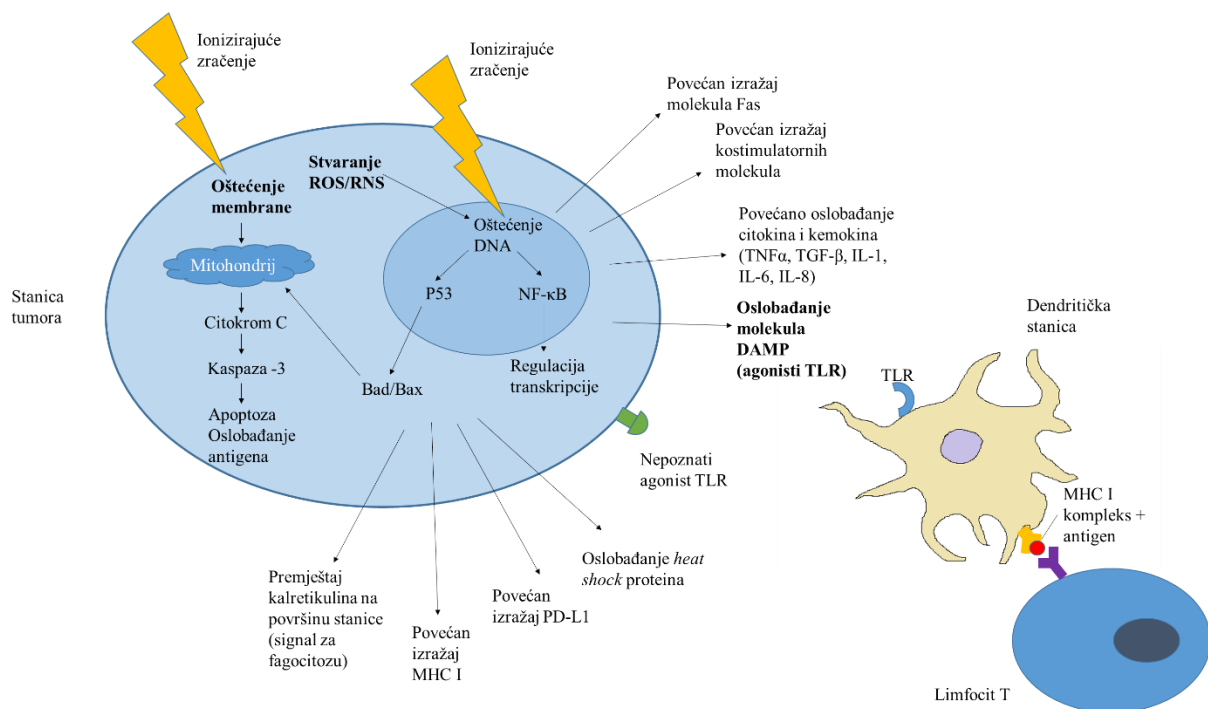 Ionizirajuće
zračenje
Ionizirajuće
zračenje
Povećan izražaj
molekula Fas
Povećan izražaj
kostimulatornih
molekula
Stvaranje
ROS/RNS
Oštećenje
membrane
Oštećenje
DNA
Povećano oslobađanje
citokina i kemokina
(TNFα, TGF-β, IL-1,
IL-6, IL-8)
Mitohondrij
P53
NF-κB
Stanica
tumora
Citokrom C
Oslobađanje
molekula
DAMP
(agonisti TLR)
Dendritička
stanica
Kaspaza -3
Bad/Bax
Regulacija
transkripcije
TLR
Apoptoza
Oslobađanje
antigena
Nepoznati
agonist TLR
MHC I
kompleks +
antigen
Premještaj
kalretikulina na
površinu stanice
(signal za
fagocitozu)
Povećan
izražaj
MHC I
Povećan
izražaj PD-L1
Oslobađanje heat
shock proteina
Limfocit T